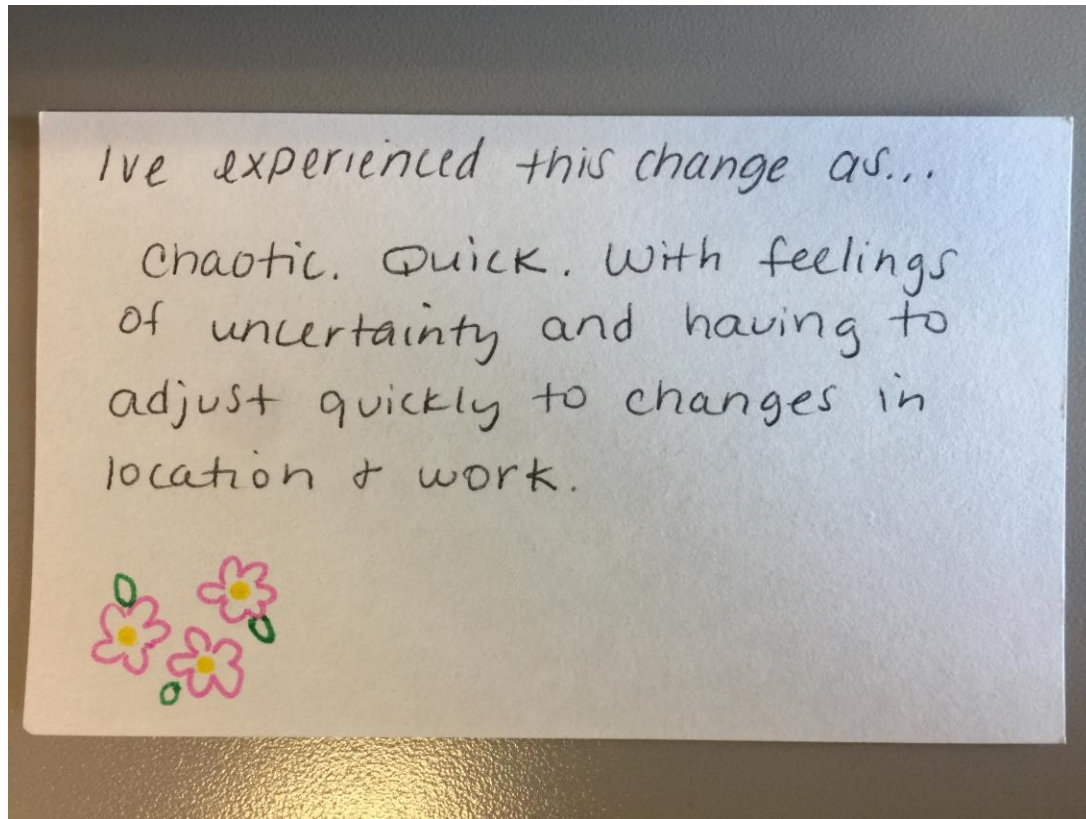 Ive experienced this change as...
Chaotic. Quick. With feelings
of uncertainty and having to
adjust quickly to changes in
location & work.